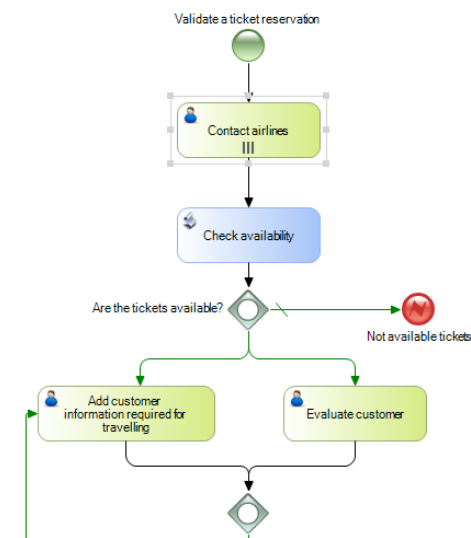 Validate a ticket reservation
Contact airlines
Check availability
Are the tickets available?
Not available tickets
Add customer
information required for
travelling
Evaluate customer